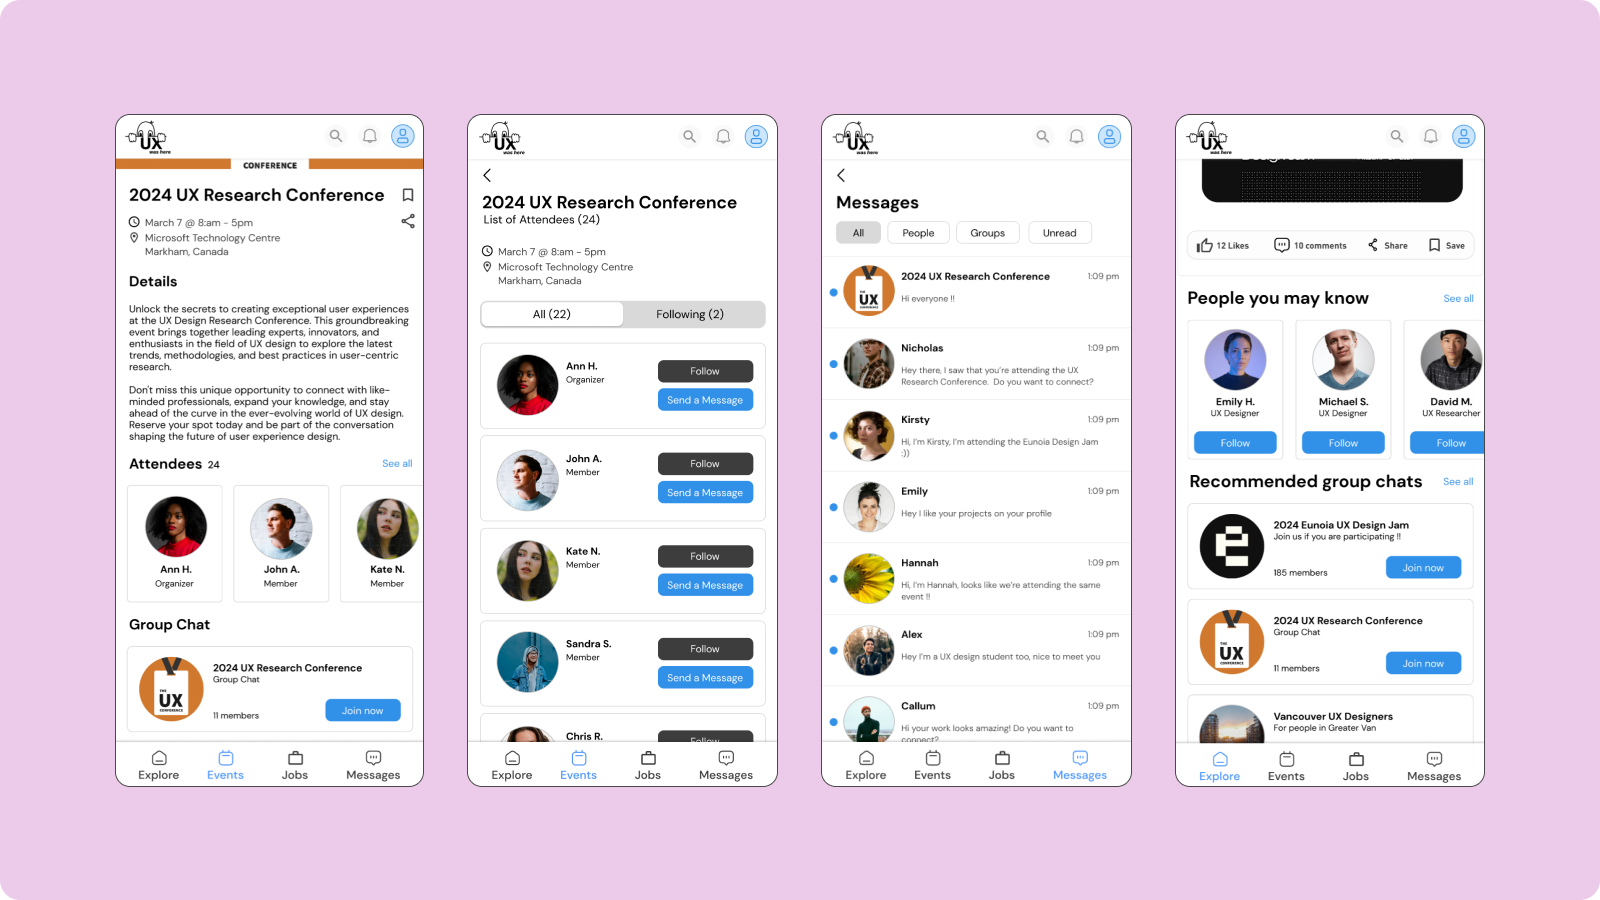 UX
was here
CONFERENCE
2024 UX Research Conference
March 7 @ 8:am - 5pm
Microsoft Technology Centre
Markham, Canada
Details
Unlock the secrets to creating exceptional user experiences
at the UX Design Research Conference. This groundbreaking
event brings together leading experts, innovators, and
enthusiasts in the field of UX design to explore the latest
trends, methodologies, and best practices in user-centric
research.
Don't miss this unique opportunity to connect with like-
minded professionals, expand your knowledge, and stay
ahead of the curve in the ever-evolving world of UX design.
Reserve your spot today and be part of the conversation
shaping the future of user experience design.
Attendees 24
See all
Ann H.
Organizer
John A.
Member
Kate N.
Member
Group Chat
THE
UX
CONFERENCE
2024 UX Research Conference
Group Chat
11 members
Join now
Explore
Events
Jobs
Messages
UX
was here
2024 UX Research Conference
List of Attendees (24)
March 7 @ 8:am - 5pm
Microsoft Technology Centre
Markham, Canada
All (22)
Following (2)
Ann H.
Organizer
Follow
Send a Message
John A.
Member
Follow
Send a Message
Kate N.
Member
Follow
Send a Message
Sandra S.
Member
Follow
Send a Message
Chris R.
Follow
Explore
Events
Jobs
Messages
UX
was here
Messages
All
People
Groups
Unread
THE
UX
CONFERENCE
2024 UX Research Conference
1:09 pm
Hi everyone !!
Nicholas
1:09 pm
Hey there, I saw that you're attending the UX
Research Conference. Do you want to connect?
Kirsty
1:09 pm
Hi, I'm Kirsty, I'm attending the Eunoia Design Jam
:))
Emily
1:09 pm
Hey I like your projects on your profile
Hannah
1:09 pm
Hi, I'm Hannah, looks like we're attending the same
event !!
Alex
1:09 pm
Hey I'm a UX design student too, nice to meet you
Callum
1:09 pm
Hi your work looks amazing! Do you want to
connect?
Explore
Events
Jobs
Messages
UX
was here
12 Likes
10 comments
Share
Save
People you may know
See all
Emily H.
UX Designer
Follow
Michael S.
UX Designer
Follow
David M.
UX Researcher
Follow
Recommended group chats
See all
2024 Eunoia UX Design Jam
Join us if you are participating !!
185 members
Join now
THE
UX
CONFERENCE
2024 UX Research Conference
Group Chat
11 members
Join now
Vancouver UX Designers
For people in Greater Van
Explore
Events
Jobs
Messages